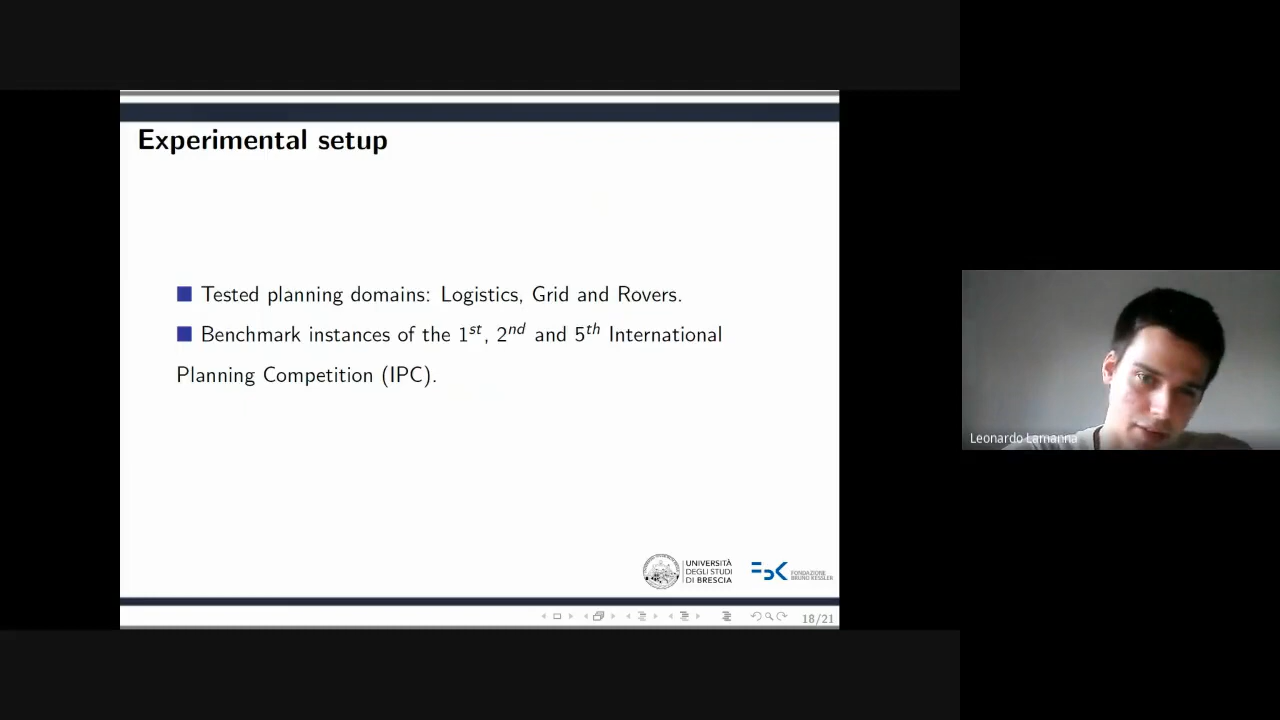 Experimental setup
Tested planning domains: Logistics, Grid and Rovers.
Benchmark instances of the 1st, 2nd and 5th International
Planning Competition (IPC).
UNIVERSITÀ
DEGLI STUDI
DI BRESCIA
FBK
FONDAZIONE
BRUNO KESSLER
18/21
Leonardo Lamanna